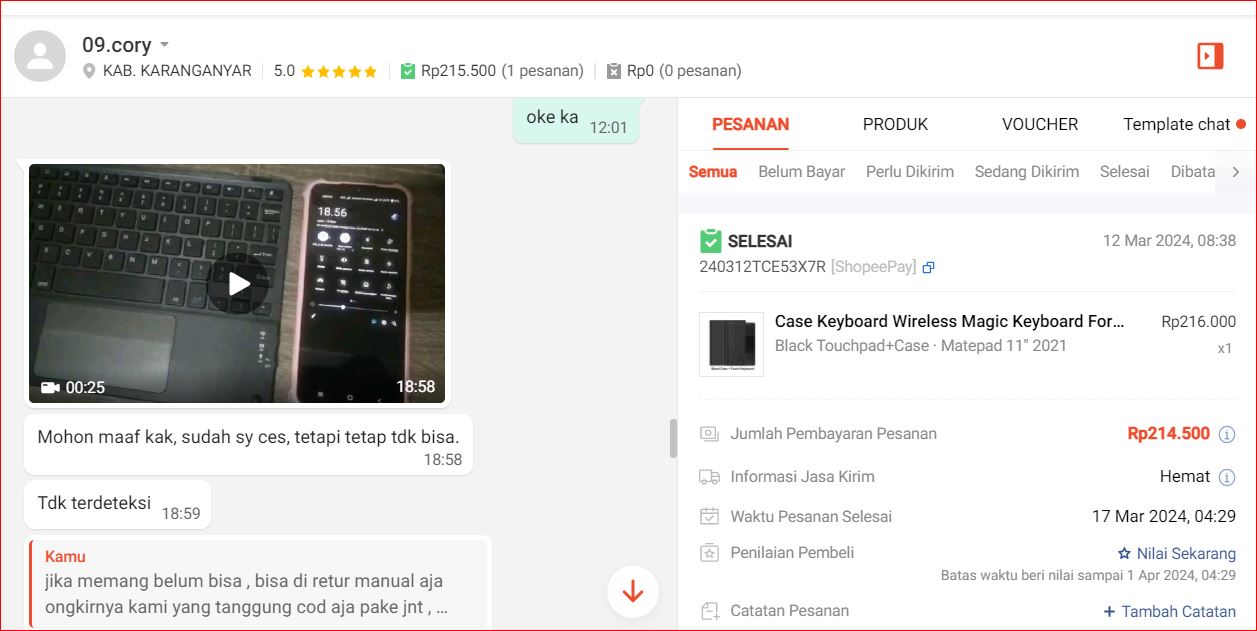 09.cory
KAB. KARANGANYAR
5.0
Rp215.500 (1 pesanan)
Rp0 (0 pesanan)
oke ka
12:01
18.56
00:25
18:58
Mohon maaf kak, sudah sy ces, tetapi tetap tdk bisa.
18:58
Tdk terdeteksi
18:59
Kamu
jika memang belum bisa , bisa di retur manual aja
ongkirnya kami yang tanggung cod aja pake jnt , ...
PESANAN
PRODUK
VOUCHER
Template chat
Semua
Belum Bayar
Perlu Dikirim
Sedang Dikirim
Selesai
Dibata
SELESAI
12 Mar 2024, 08:38
240312TCE53X7R [ShopeePay]
Case Keyboard Wireless Magic Keyboard For...
Rp216.000
Black Touchpad+Case · Matepad 11" 2021
x1
Jumlah Pembayaran Pesanan
Rp214.500
Informasi Jasa Kirim
Hemat
Waktu Pesanan Selesai
17 Mar 2024, 04:29
Penilaian Pembeli
Nilai Sekarang
Batas waktu beri nilai sampai 1 Apr 2024, 04:29
Catatan Pesanan
+ Tambah Catatan